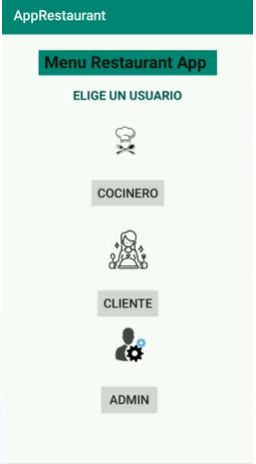 AppRestaurant
Menu Restaurant App
ELIGE UN USUARIO
COCINERO
CLIENTE
ADMIN